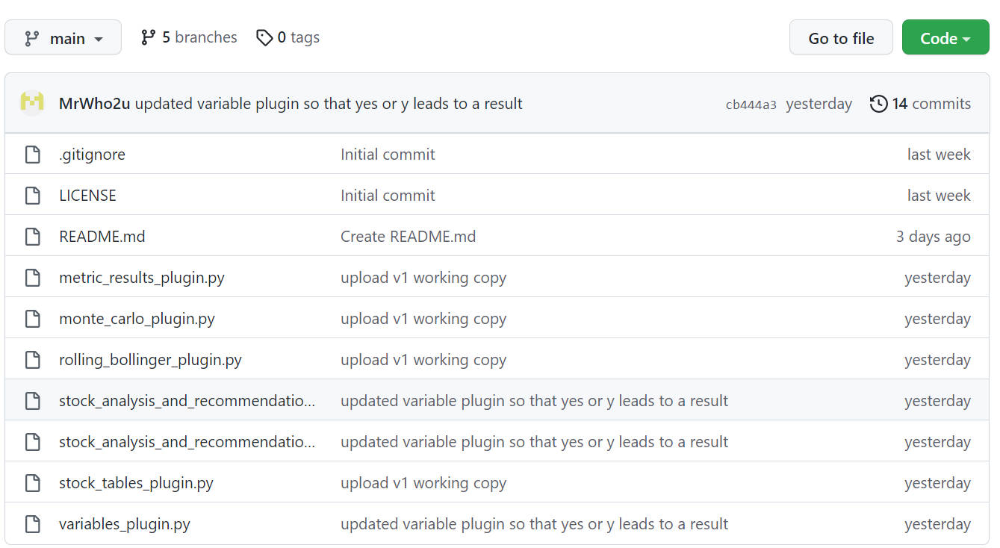 main 5 branches 0 tags Go to file Code
MrWho2u updated variable plugin so that yes or y leads to a result cb444a3 yesterday 14 commits
.gitignore Initial commit last week
LICENSE Initial commit last week
README.md Create README.md 3 days ago
metric_results_plugin.py upload v1 working copy yesterday
monte_carlo_plugin.py upload v1 working copy yesterday
rolling_bollinger_plugin.py upload v1 working copy yesterday
stock_analysis_and_recommendatio... updated variable plugin so that yes or y leads to a result yesterday
stock_analysis_and_recommendatio... updated variable plugin so that yes or y leads to a result yesterday
stock_tables_plugin.py upload v1 working copy yesterday
variables_plugin.py updated variable plugin so that yes or y leads to a result yesterday